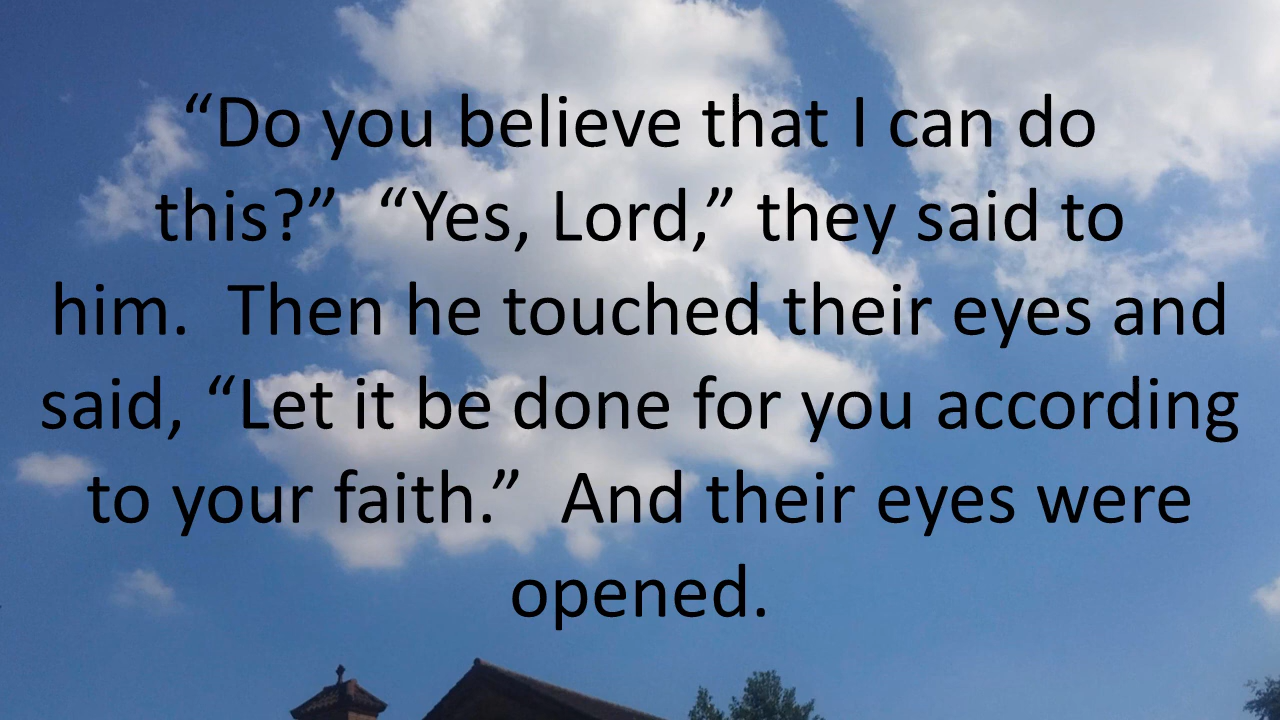 “Do you believe that I can do
this?”  “Yes, Lord,” they said to
him.  Then he touched their eyes and
said, “Let it be done for you according
to your faith.”  And their eyes were
opened.